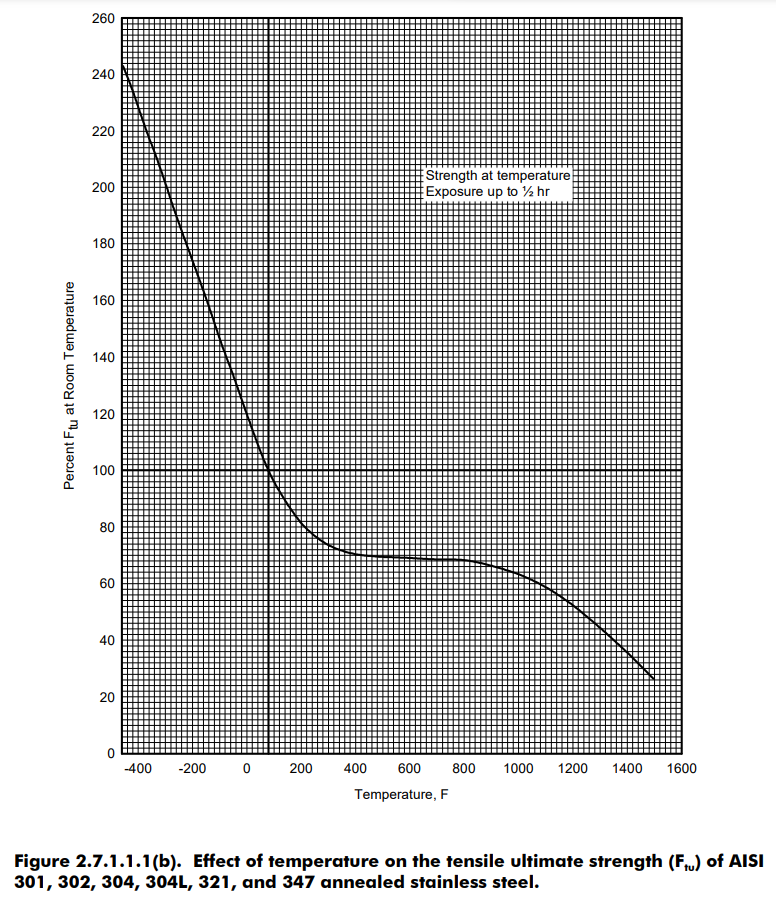 260
240
220
200
180
160
140
120
100
80
60
40
20
0
Percent Ftu at Room Temperature
Strength at temperature
Exposure up to ½ hr
-400 -200 0 200 400 600 800 1000 1200 1400 1600
Temperature, F
Figure 2.7.1.1.1(b). Effect of temperature on the tensile ultimate strength (Ftu) of AISI
301, 302, 304, 304L, 321, and 347 annealed stainless steel.